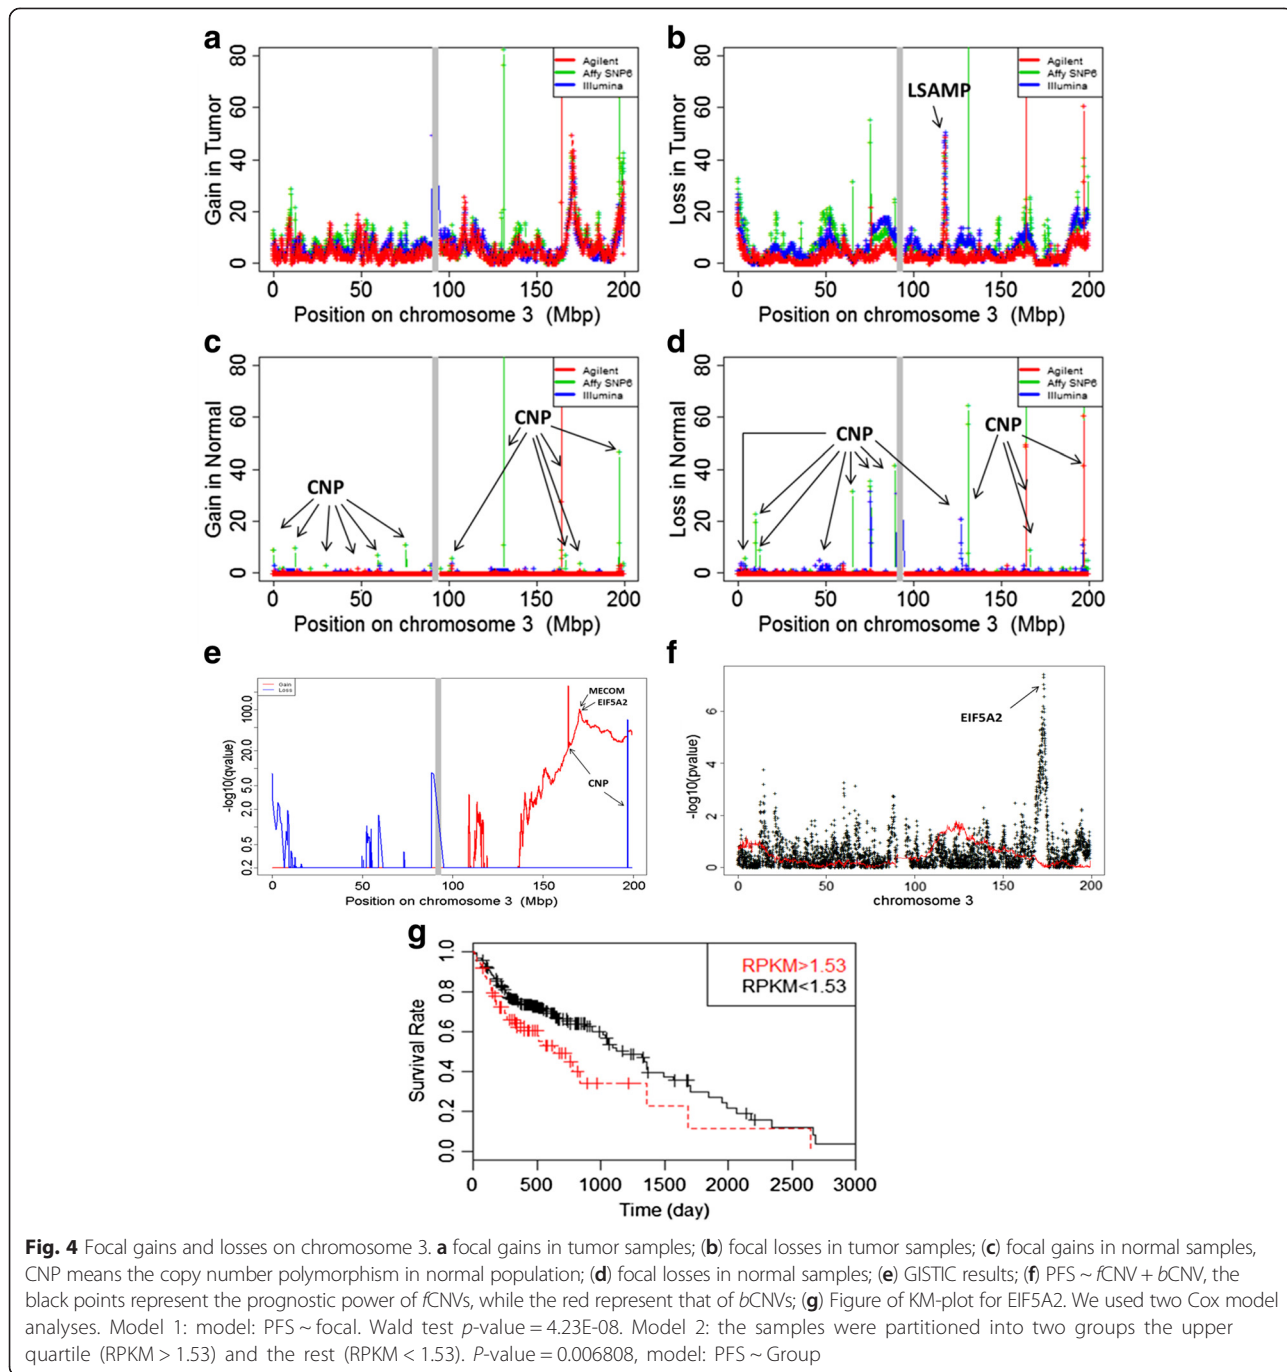 a
80
60
40
20
0
Gain in Tumor
Agilent
Affy SNP6
Illumina
0 50 100 150 200
Position on chromosome 3 (Mbp)
b
80
60
40
20
0
Loss in Tumor
LSAMP
Agilent
Affy SNP6
Illumina
0 50 100 150 200
Position on chromosome 3 (Mbp)
c
80
60
40
20
0
Gain in Normal
CNP
CNP
Agilent
Affy SNP6
Illumina
0 50 100 150 200
Position on chromosome 3 (Mbp)
d
80
60
40
20
0
Loss in Normal
CNP
CNP
Agilent
Affy SNP6
Illumina
0 50 100 150 200
Position on chromosome 3 (Mbp)
e
Gain
Loss
100.0
20.0
5.0
2.0
0.5
0.2
-log10(qvalue)
MECOM
EIF5A2
CNP
0 50 100 150 200
Position on chromosome 3 (Mbp)
f
6
4
2
0
-log10(pvalue)
EIF5A2
0 50 100 150 200
chromosome 3
g
1.0
0.8
0.6
0.4
0.2
0.0
Survival Rate
RPKM>1.53
RPKM<1.53
0 500 1000 1500 2000 2500 3000
Time (day)
Fig. 4 Focal gains and losses on chromosome 3. a focal gains in tumor samples; (b) focal losses in tumor samples; (c) focal gains in normal samples,
CNP means the copy number polymorphism in normal population; (d) focal losses in normal samples; (e) GISTIC results; (f) PFS ~ fCNV + bCNV, the
black points represent the prognostic power of fCNVs, while the red represent that of bCNVs; (g) Figure of KM-plot for EIF5A2. We used two Cox model
analyses. Model 1: model: PFS ~ focal. Wald test p-value = 4.23E-08. Model 2: the samples were partitioned into two groups the upper
quartile (RPKM > 1.53) and the rest (RPKM < 1.53). P-value = 0.006808, model: PFS ~ Group